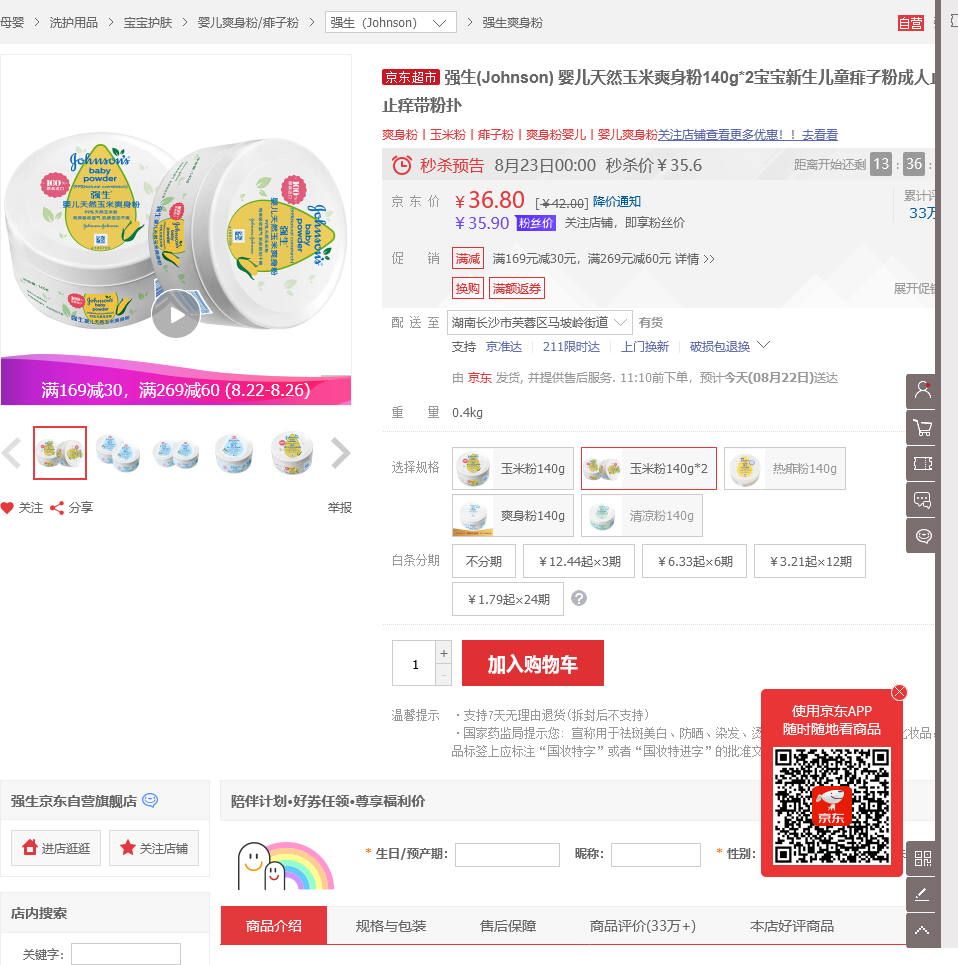 母婴 > 洗护用品 > 宝宝护肤 > 婴儿爽身粉/痱子粉 > 强生（Johnson） > 强生爽身粉
自营
京东超市 强生(Johnson) 婴儿天然玉米爽身粉140g*2宝宝新生儿童痱子粉成人止
止痒带粉扑
爽身粉丨玉米粉丨痱子粉丨爽身粉婴儿丨婴儿爽身粉关注店铺查看更多优惠！！去看看
秒杀预告 8月23日00:00 秒杀价￥35.6 距离开始还剩 13 : 36 :
京东价 ￥36.80 [￥42.00] 降价通知
累计评
33万
￥35.90 粉丝价 关注店铺，即享粉丝价
促销 满减 满169元减30元，满269元减60元 详情 >>
换购 满额返券
展开促销
配送至 湖南长沙市芙蓉区马坡岭街道 有货
支持 京准达 211限时达 上门换新 破损包退换
由 京东 发货, 并提供售后服务. 11:10前下单，预计今天(08月22日)送达
重量 0.4kg
Johnson's
baby
powder
强生
婴儿天然玉米爽身粉
100%
Johnson's
baby
powder
强生
婴儿天然玉米爽身粉
满169减30，满269减60 (8.22-8.26)
关注 分享 举报
选择规格 玉米粉140g 玉米粉140g*2 热痱粉140g
爽身粉140g 清凉粉140g
白条分期 不分期 ￥12.44起×3期 ￥6.33起×6期 ￥3.21起×12期
￥1.79起×24期 ?
1 + -
加入购物车
温馨提示 ·支持7天无理由退货(拆封后不支持)
·国家药监局提示您：宣称用于祛斑美白、防晒、染发、烫
化妆品，
品标签上应标注“国妆特字”或者“国妆特进字”的批准文
使用京东APP
随时随地看商品
京东
强生京东自营旗舰店
进店逛逛 关注店铺
店内搜索
关键字：
陪伴计划•好券任领•尊享福利价
* 生日/预产期： 昵称： * 性别：
商品介绍 规格与包装 售后保障 商品评价(33万+) 本店好评商品